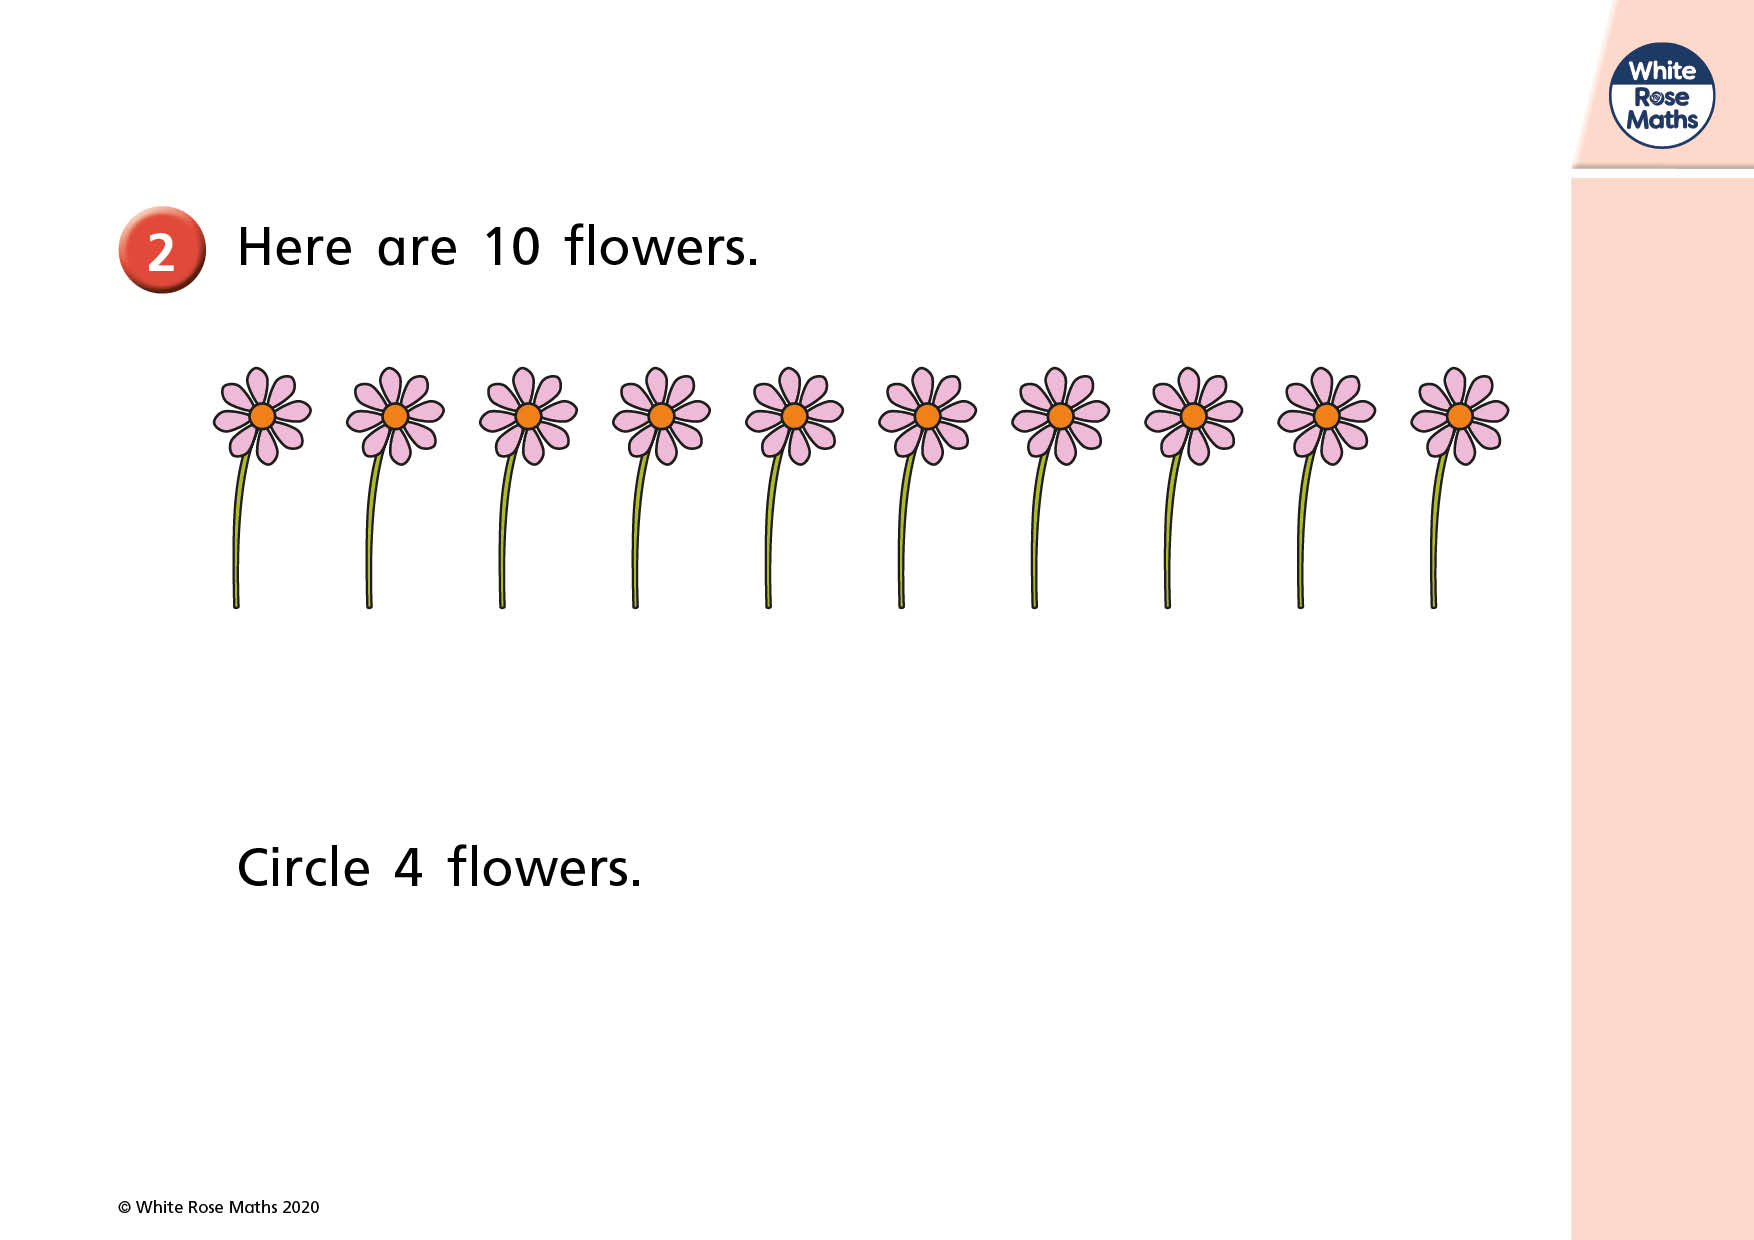 White
Rose
Maths
2 Here are 10 flowers.
Circle 4 flowers.
© White Rose Maths 2020